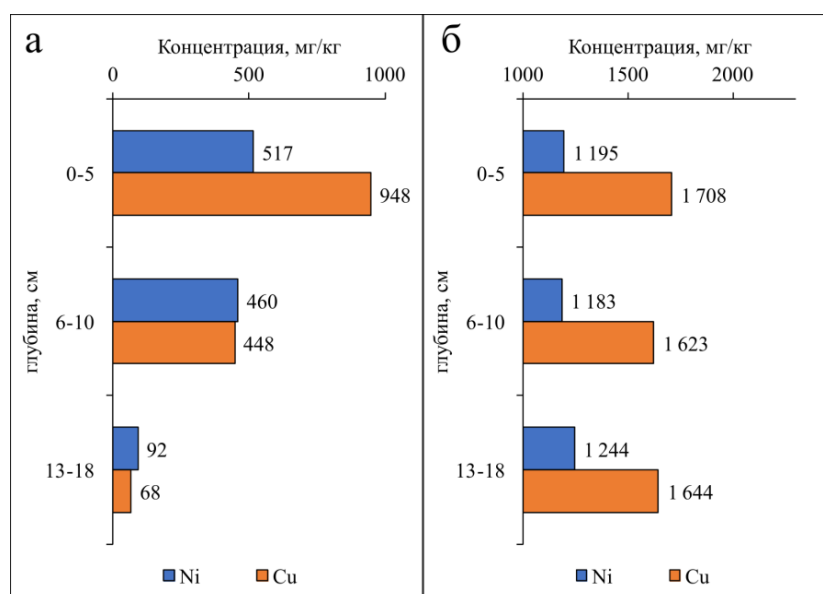 а
Концентрация, мг/кг
0 500 1000
глубина, см
0-5
517
948
6-10
460
448
13-18
92
68
Ni Cu
б
Концентрация, мг/кг
1000 1500 2000
глубина, см
0-5
1 195
1 708
6-10
1 183
1 623
13-18
1 244
1 644
Ni Cu